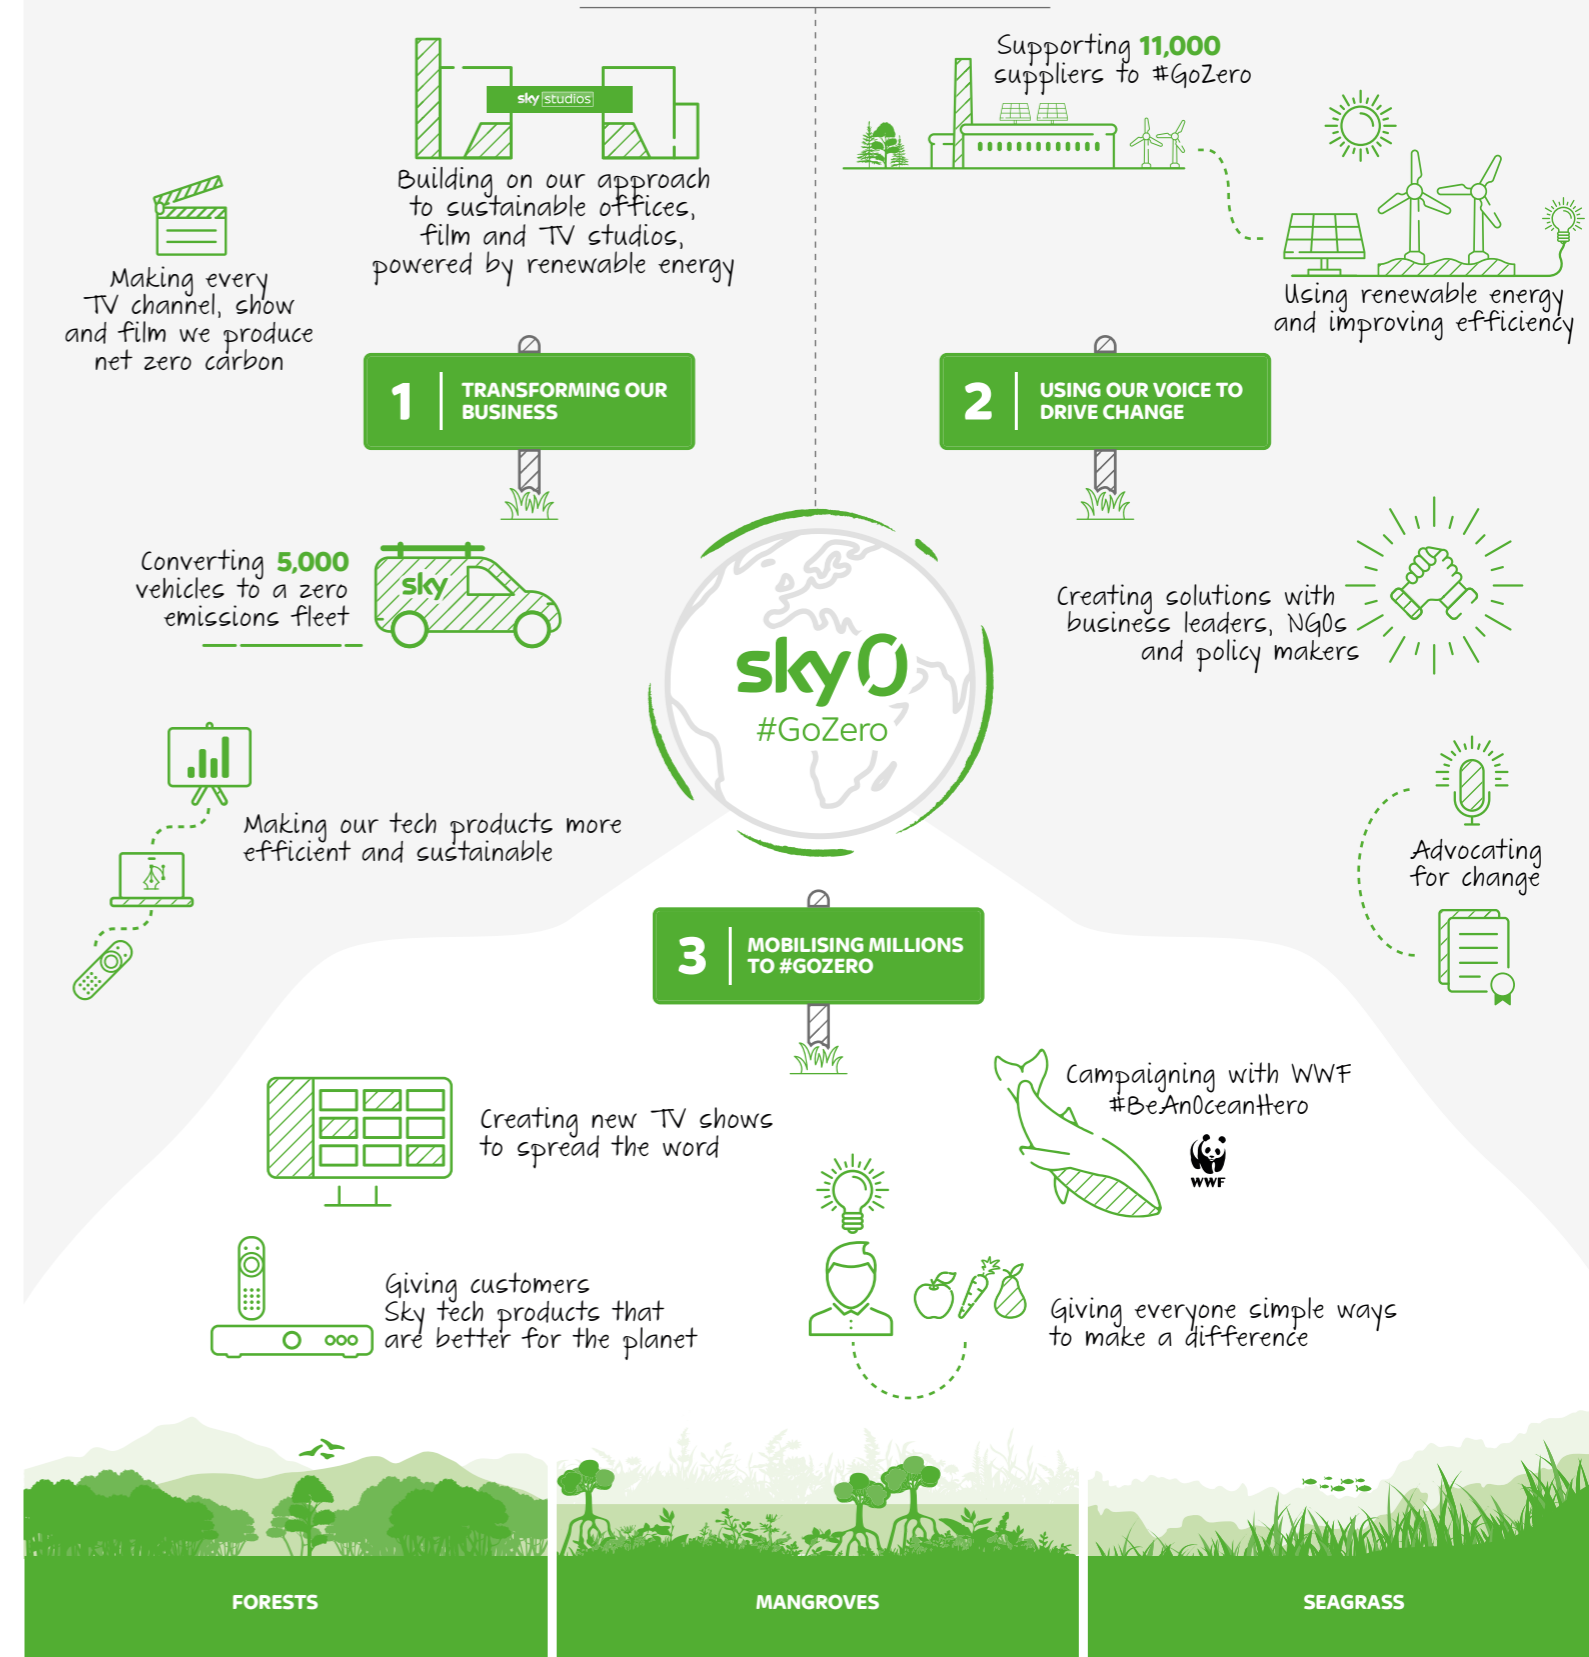 sky studios
Building on our approach
to sustainable offices,
film and TV studios,
powered by renewable energy
Making every
TV channel, show
and film we produce
net zero carbon
1
TRANSFORMING OUR
BUSINESS
Converting 5,000
vehicles to a zero
emissions fleet
sky
Making our tech products more
efficient and sustainable
Supporting 11,000
suppliers to #GoZero
Using renewable energy
and improving efficiency
2
USING OUR VOICE TO
DRIVE CHANGE
Creating solutions with
business leaders, NGOs
and policy makers
Advocating
for change
sky 0
#GoZero
3
MOBILISING MILLIONS
TO #GOZERO
Creating new TV shows
to spread the word
Campaigning with WWF
#BeAnOceanHero
WWF
Giving customers
Sky tech products that
are better for the planet
Giving everyone simple ways
to make a difference
FORESTS
MANGROVES
SEAGRASS